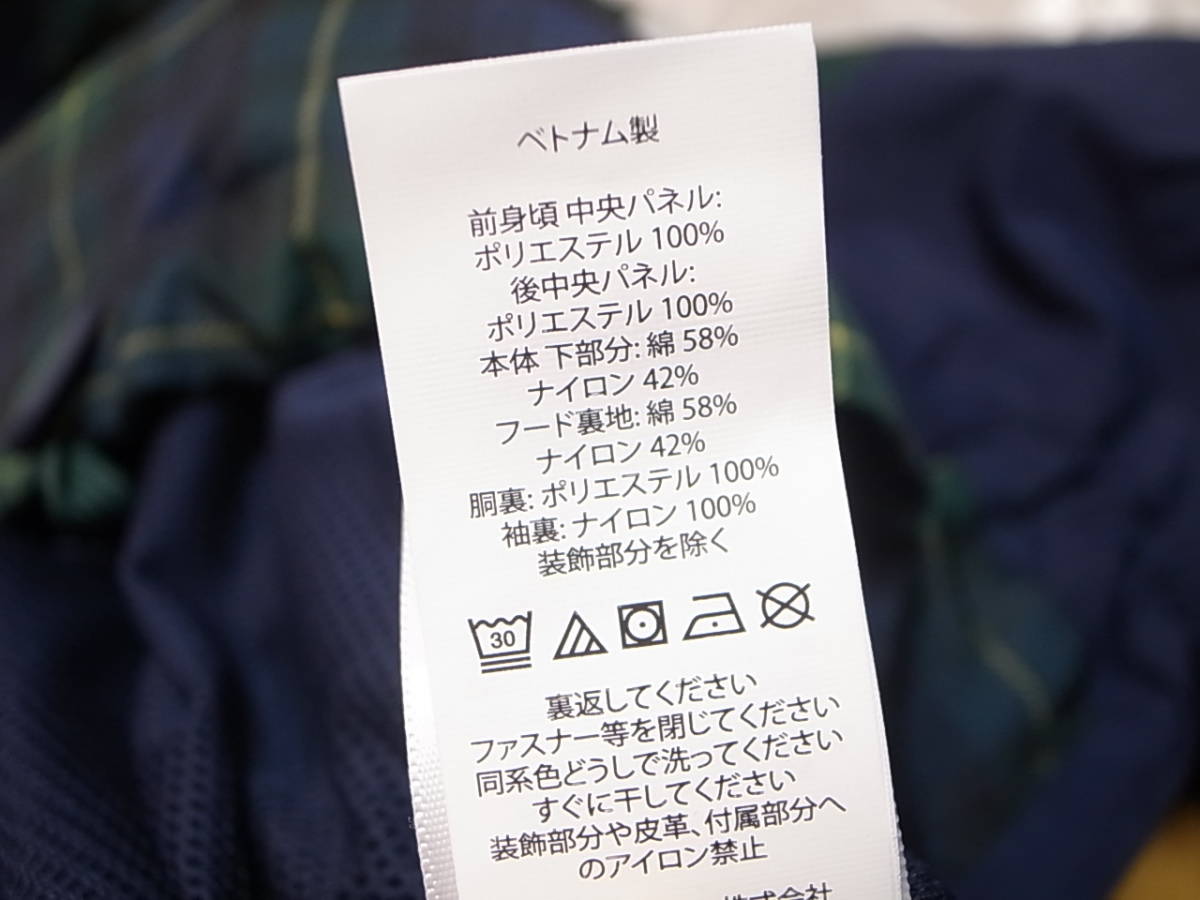 ベトナム製
前身頃 中央パネル:
ポリエステル 100%
後中央パネル:
ポリエステル 100%
本体 下部分: 綿 58%
ナイロン 42%
フード裏地: 綿 58%
ナイロン 42%
胴裏: ポリエステル 100%
袖裏: ナイロン 100%
装飾部分を除く
30
裏返してください
ファスナー等を閉じてください
同系色どうしで洗ってください
すぐに干してください
装飾部分や皮革、付属部分へ
のアイロン禁止
株式会社